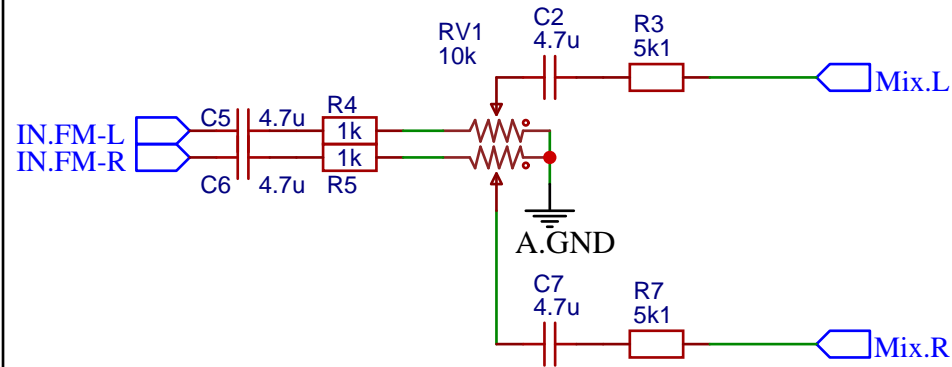 C2
4.7u
R3
5k1
RV1
10k
Mix.L
C5 4.7u
R4
1k
IN.FM-L
IN.FM-R
1k
C6 4.7u
R5
A.GND
C7
4.7u
R7
5k1
Mix.R